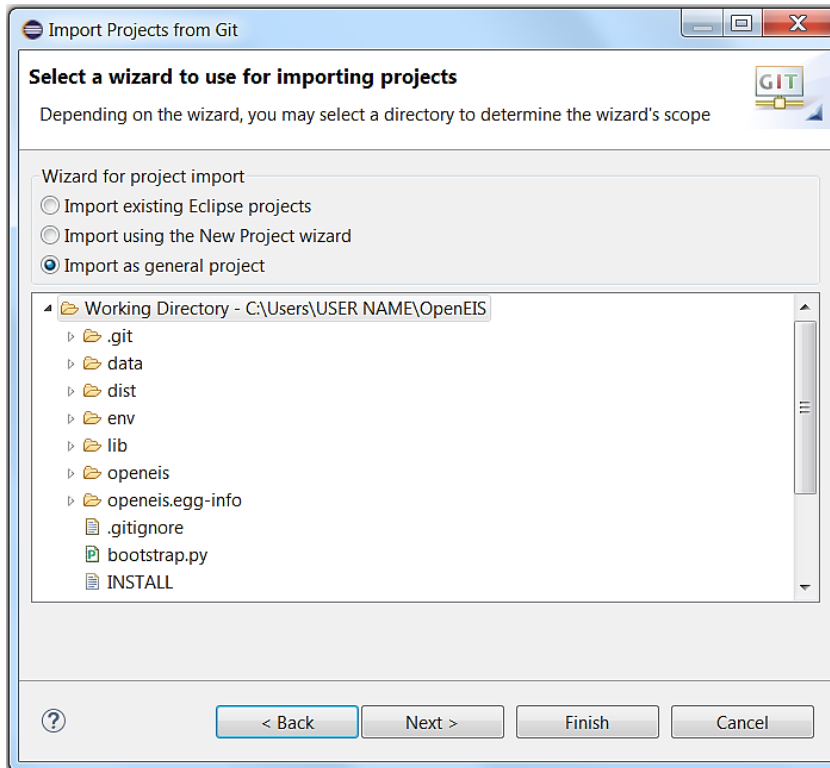 Import Projects from Git
Select a wizard to use for importing projects
GIT
Depending on the wizard, you may select a directory to determine the wizard's scope
Wizard for project import
Import existing Eclipse projects
Import using the New Project wizard
Import as general project
Working Directory - C:\Users\USER NAME\OpenEIS
.git
data
dist
env
lib
openeis
openeis.egg-info
.gitignore
P bootstrap.py
INSTALL
? < Back Next > Finish Cancel